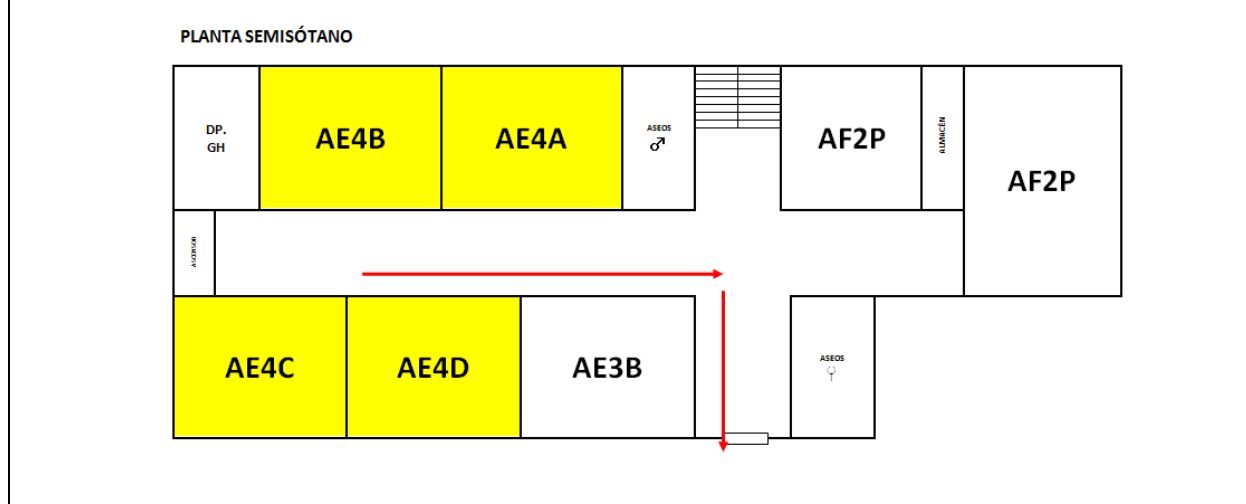 PLANTA SEMISÓTANO
DP.
GH
AE4B
AE4A
ASEOS
♂
AF2P
ALMACÉN
AF2P
ASCENSOR
AE4C
AE4D
AE3B
ASEOS
♀